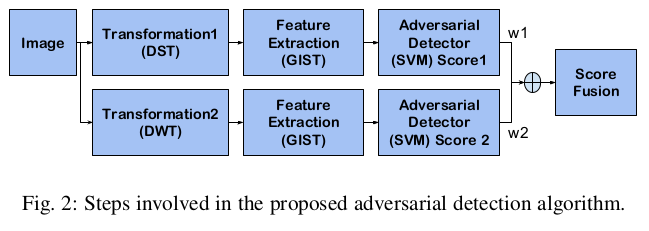 Image
Transformation1
(DST)
Feature
Extraction
(GIST)
Adversarial
Detector
(SVM) Score1
w1
Score
Fusion
Transformation2
(DWT)
Feature
Extraction
(GIST)
Adversarial
Detector
(SVM) Score 2
w2
Fig. 2: Steps involved in the proposed adversarial detection algorithm.